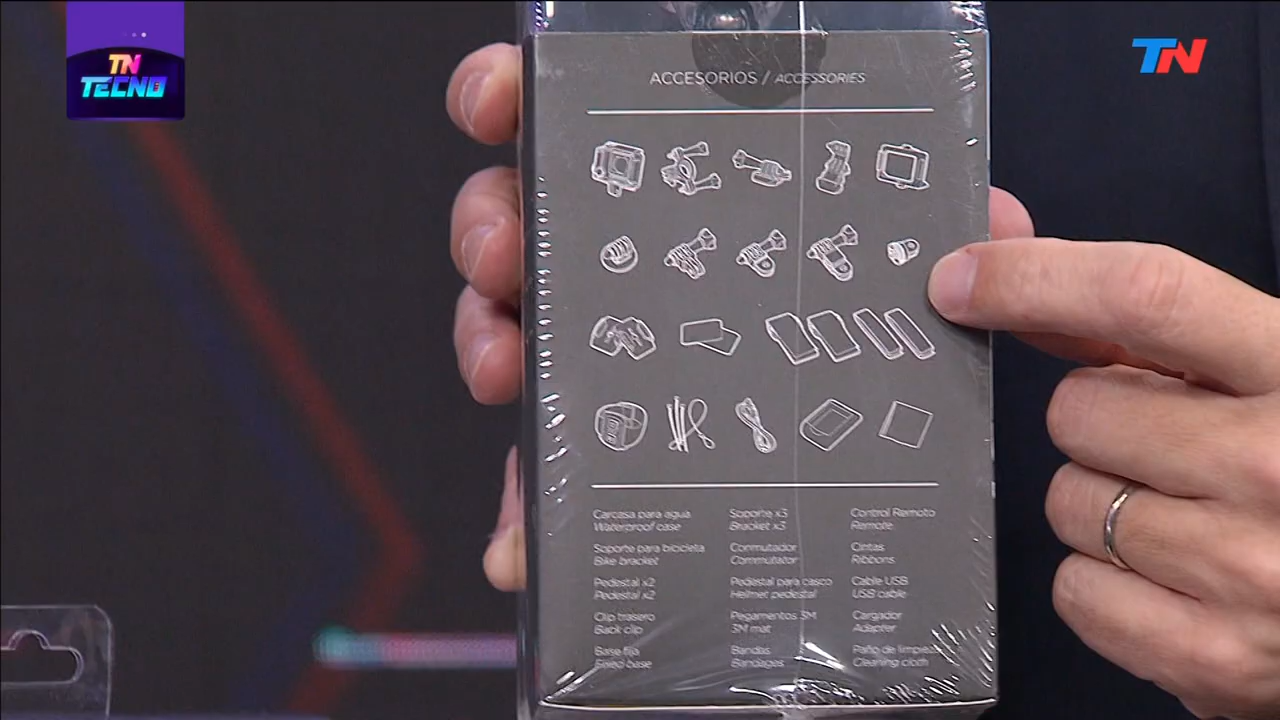 TN
TECNO
TN
ACCESORIOS / ACCESSORIES
Carcasa para agua
Waterproof case
Soporte para bicicleta
Bike bracket
Pedestal x2
Pedestal x2
Clip trasero
Back clip
Base fija
Fixed base
Soporte x3
Bracket x3
Conmutador
Commutator
Pedestal para casco
Helmet pedestal
Pegamentos 3M
3M mat
Bandas
Bandages
Control Remoto
Remote
Cintas
Ribbons
Cable USB
USB cable
Cargador
Adapter
Paño de limpieza
Cleaning cloth